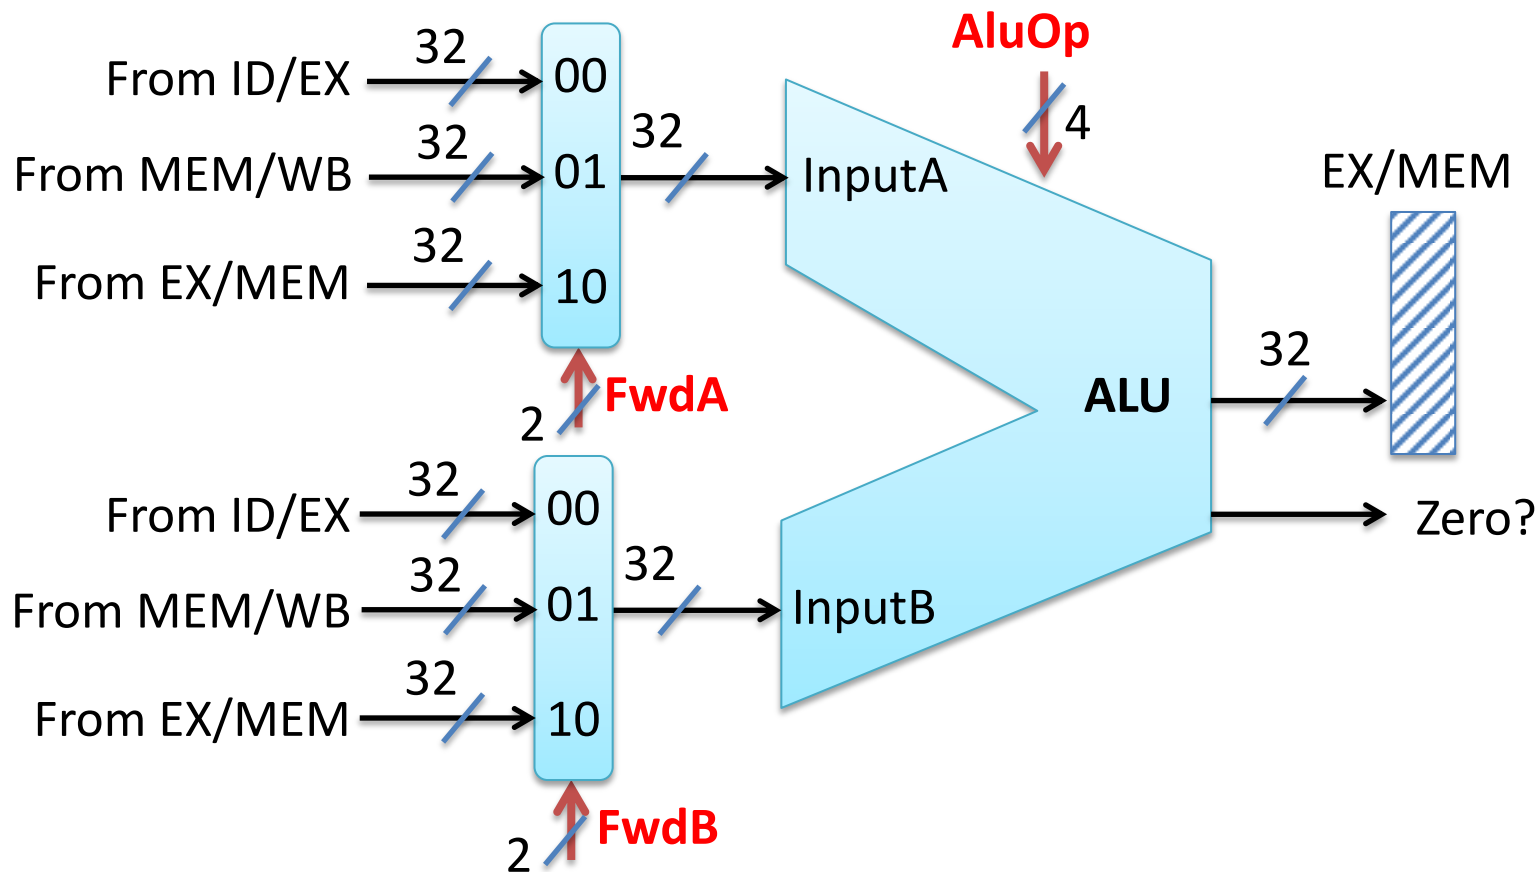 AluOp
4
From ID/EX
32
00
From MEM/WB
32
01
32
InputA
From EX/MEM
32
10
EX/MEM
2
FwdA
ALU
32
From ID/EX
32
00
Zero?
From MEM/WB
32
01
32
InputB
From EX/MEM
32
10
2
FwdB